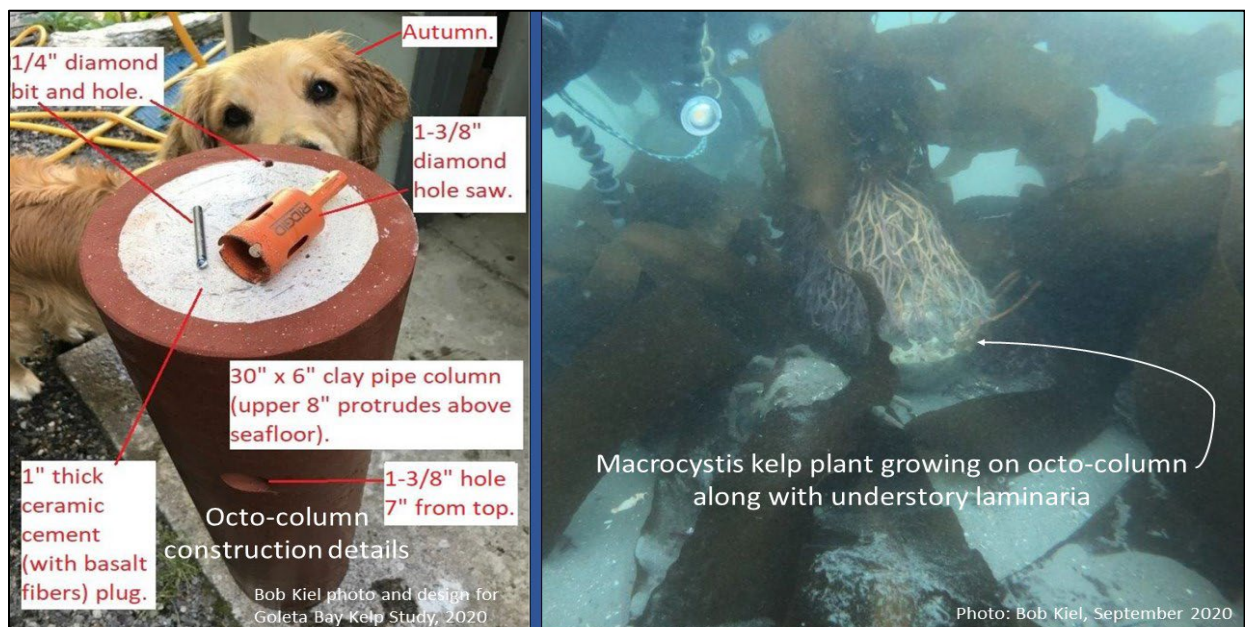 Autumn.
1/4" diamond
bit and hole.
1-3/8"
diamond
hole saw.
RIDGID
30" x 6" clay pipe column
(upper 8" protrudes above
seafloor).
1" thick
ceramic
cement
(with basalt
fibers) plug.
1-3/8" hole
7" from top.
Octo-column
construction details
Bob Kiel photo and design for
Goleta Bay Kelp Study, 2020
Macrocystis kelp plant growing on octo-column
along with understory laminaria
Photo: Bob Kiel, September 2020